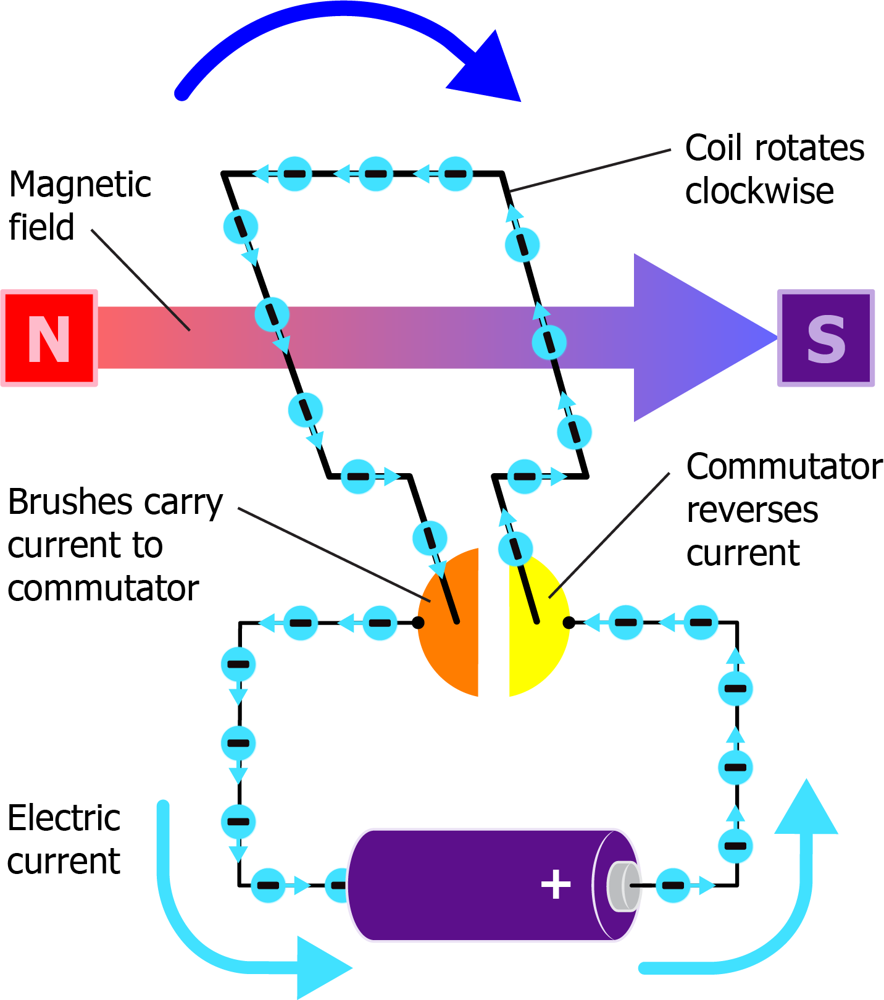 Coil rotates
clockwise
Magnetic
field
N
S
Commutator
reverses
current
Brushes carry
current to
commutator
Electric
current
+